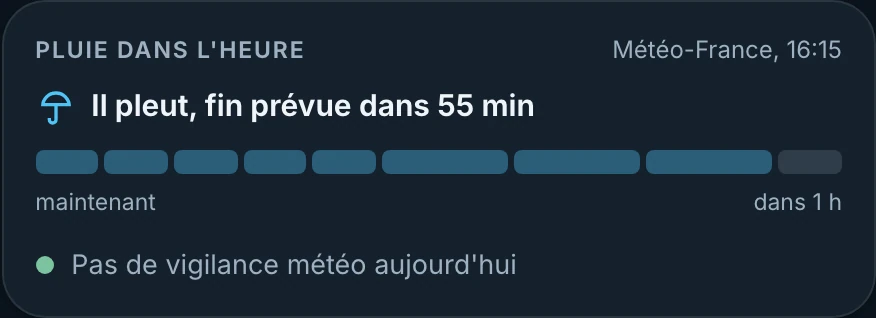 PLUIE DANS L'HEURE
Météo-France, 16:15
Il pleut, fin prévue dans 55 min
maintenant
dans 1 h
Pas de vigilance météo aujourd'hui